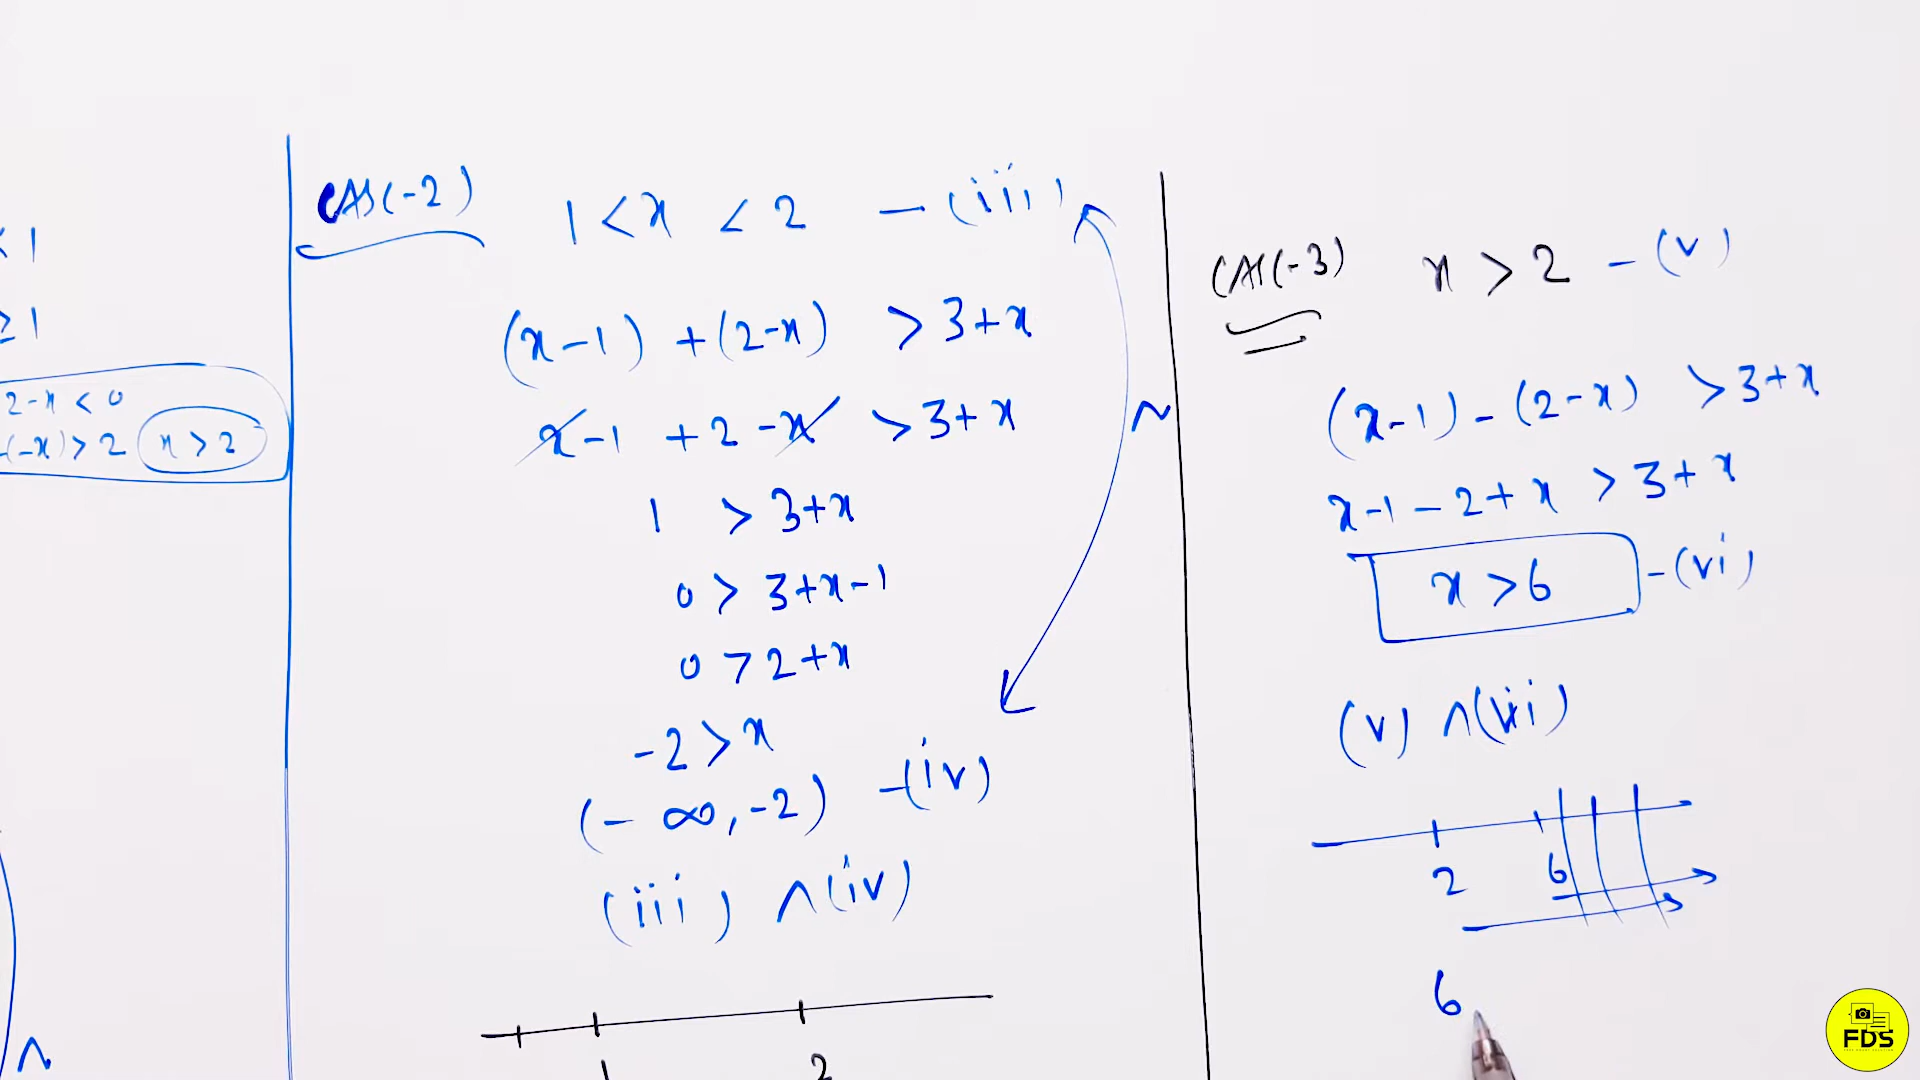 < 1
≥ 1
2-x < 0
-(-x) > 2 x > 2
∧
CASE-2) 1 < x < 2 - (iii)
(x-1) + (2-x) > 3+x
x-1 + 2-x > 3+x
1 > 3+x
0 > 3+x-1
0 > 2+x
-2 > x
(-∞, -2) -(iv)
(iii) ∧ (iv)
1 2
∧
CASE-3) x > 2 - (v)
(x-1) - (2-x) > 3+x
x-1-2+x > 3+x
x > 6 -(vi)
(v) ∧ (vi)
2 6
6
FDS